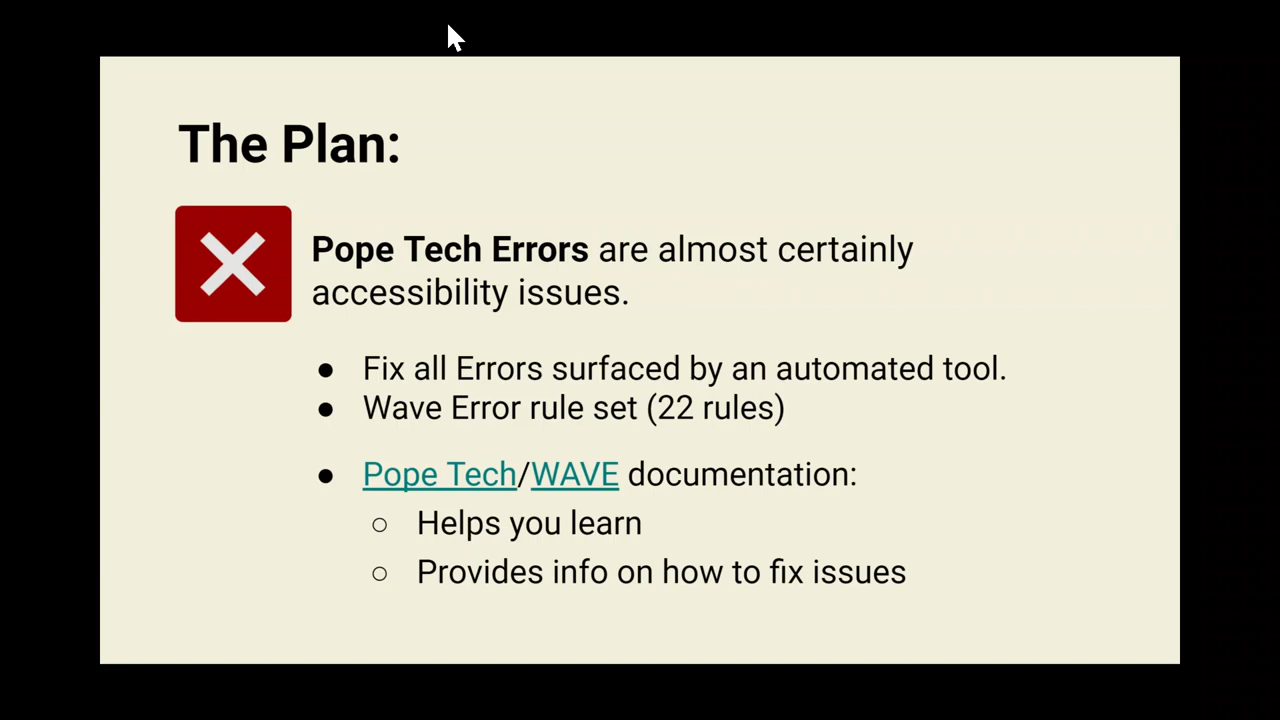 The Plan:
Pope Tech Errors are almost certainly
accessibility issues.
● Fix all Errors surfaced by an automated tool.
● Wave Error rule set (22 rules)
● Pope Tech/WAVE documentation:
○ Helps you learn
○ Provides info on how to fix issues